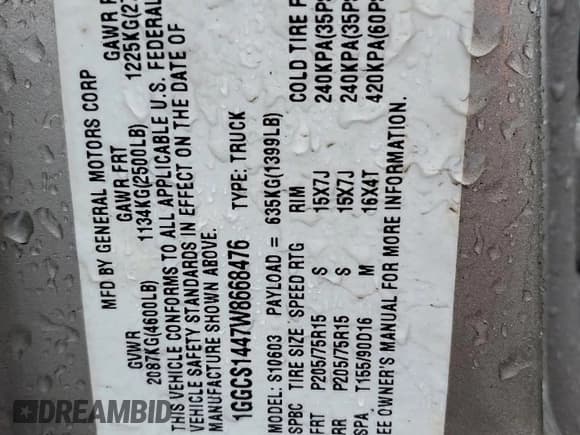 MFD BY GENERAL MOTORS CORP
GVWR GAWR FRT GAWR
2087KG(4600LB) 1134KG(2500LB) 1225KG
THIS VEHICLE CONFORMS TO ALL APPLICABLE U.S. FEDERAL
VEHICLE SAFETY STANDARDS IN EFFECT ON THE DATE OF
MANUFACTURE SHOWN ABOVE.
1GGCS1447W8668476 TYPE: TRUCK
MODEL: S10603 PAYLOAD = 635KG(1399LB)
SPBC TIRE SIZE SPEED RTG RIM COLD TIRE
FRT P205/75R15 S 15X7J 240KPA(35P
RR P205/75R15 S 15X7J 240KPA(35P
SPA T155/90D16 M 16X4T 420KPA(60P
EE OWNER'S MANUAL FOR MORE INFORMATION.
© 1DAMBID.COM